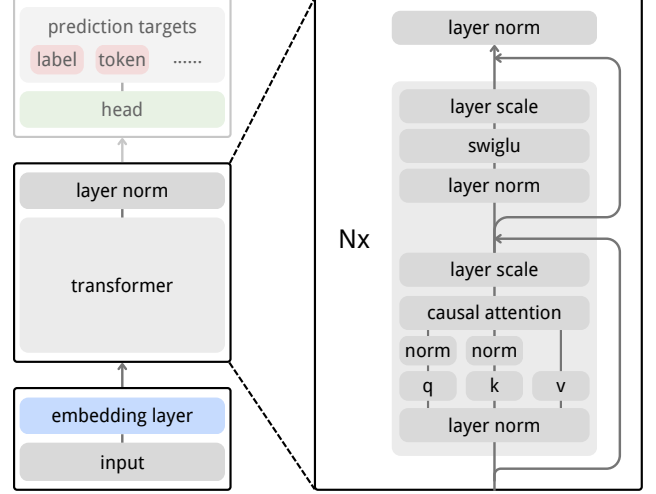 prediction targets
label token ......
head
layer norm
transformer
embedding layer
input
layer norm
layer scale
swiglu
layer norm
Nx
layer scale
causal attention
norm norm
q k v
layer norm